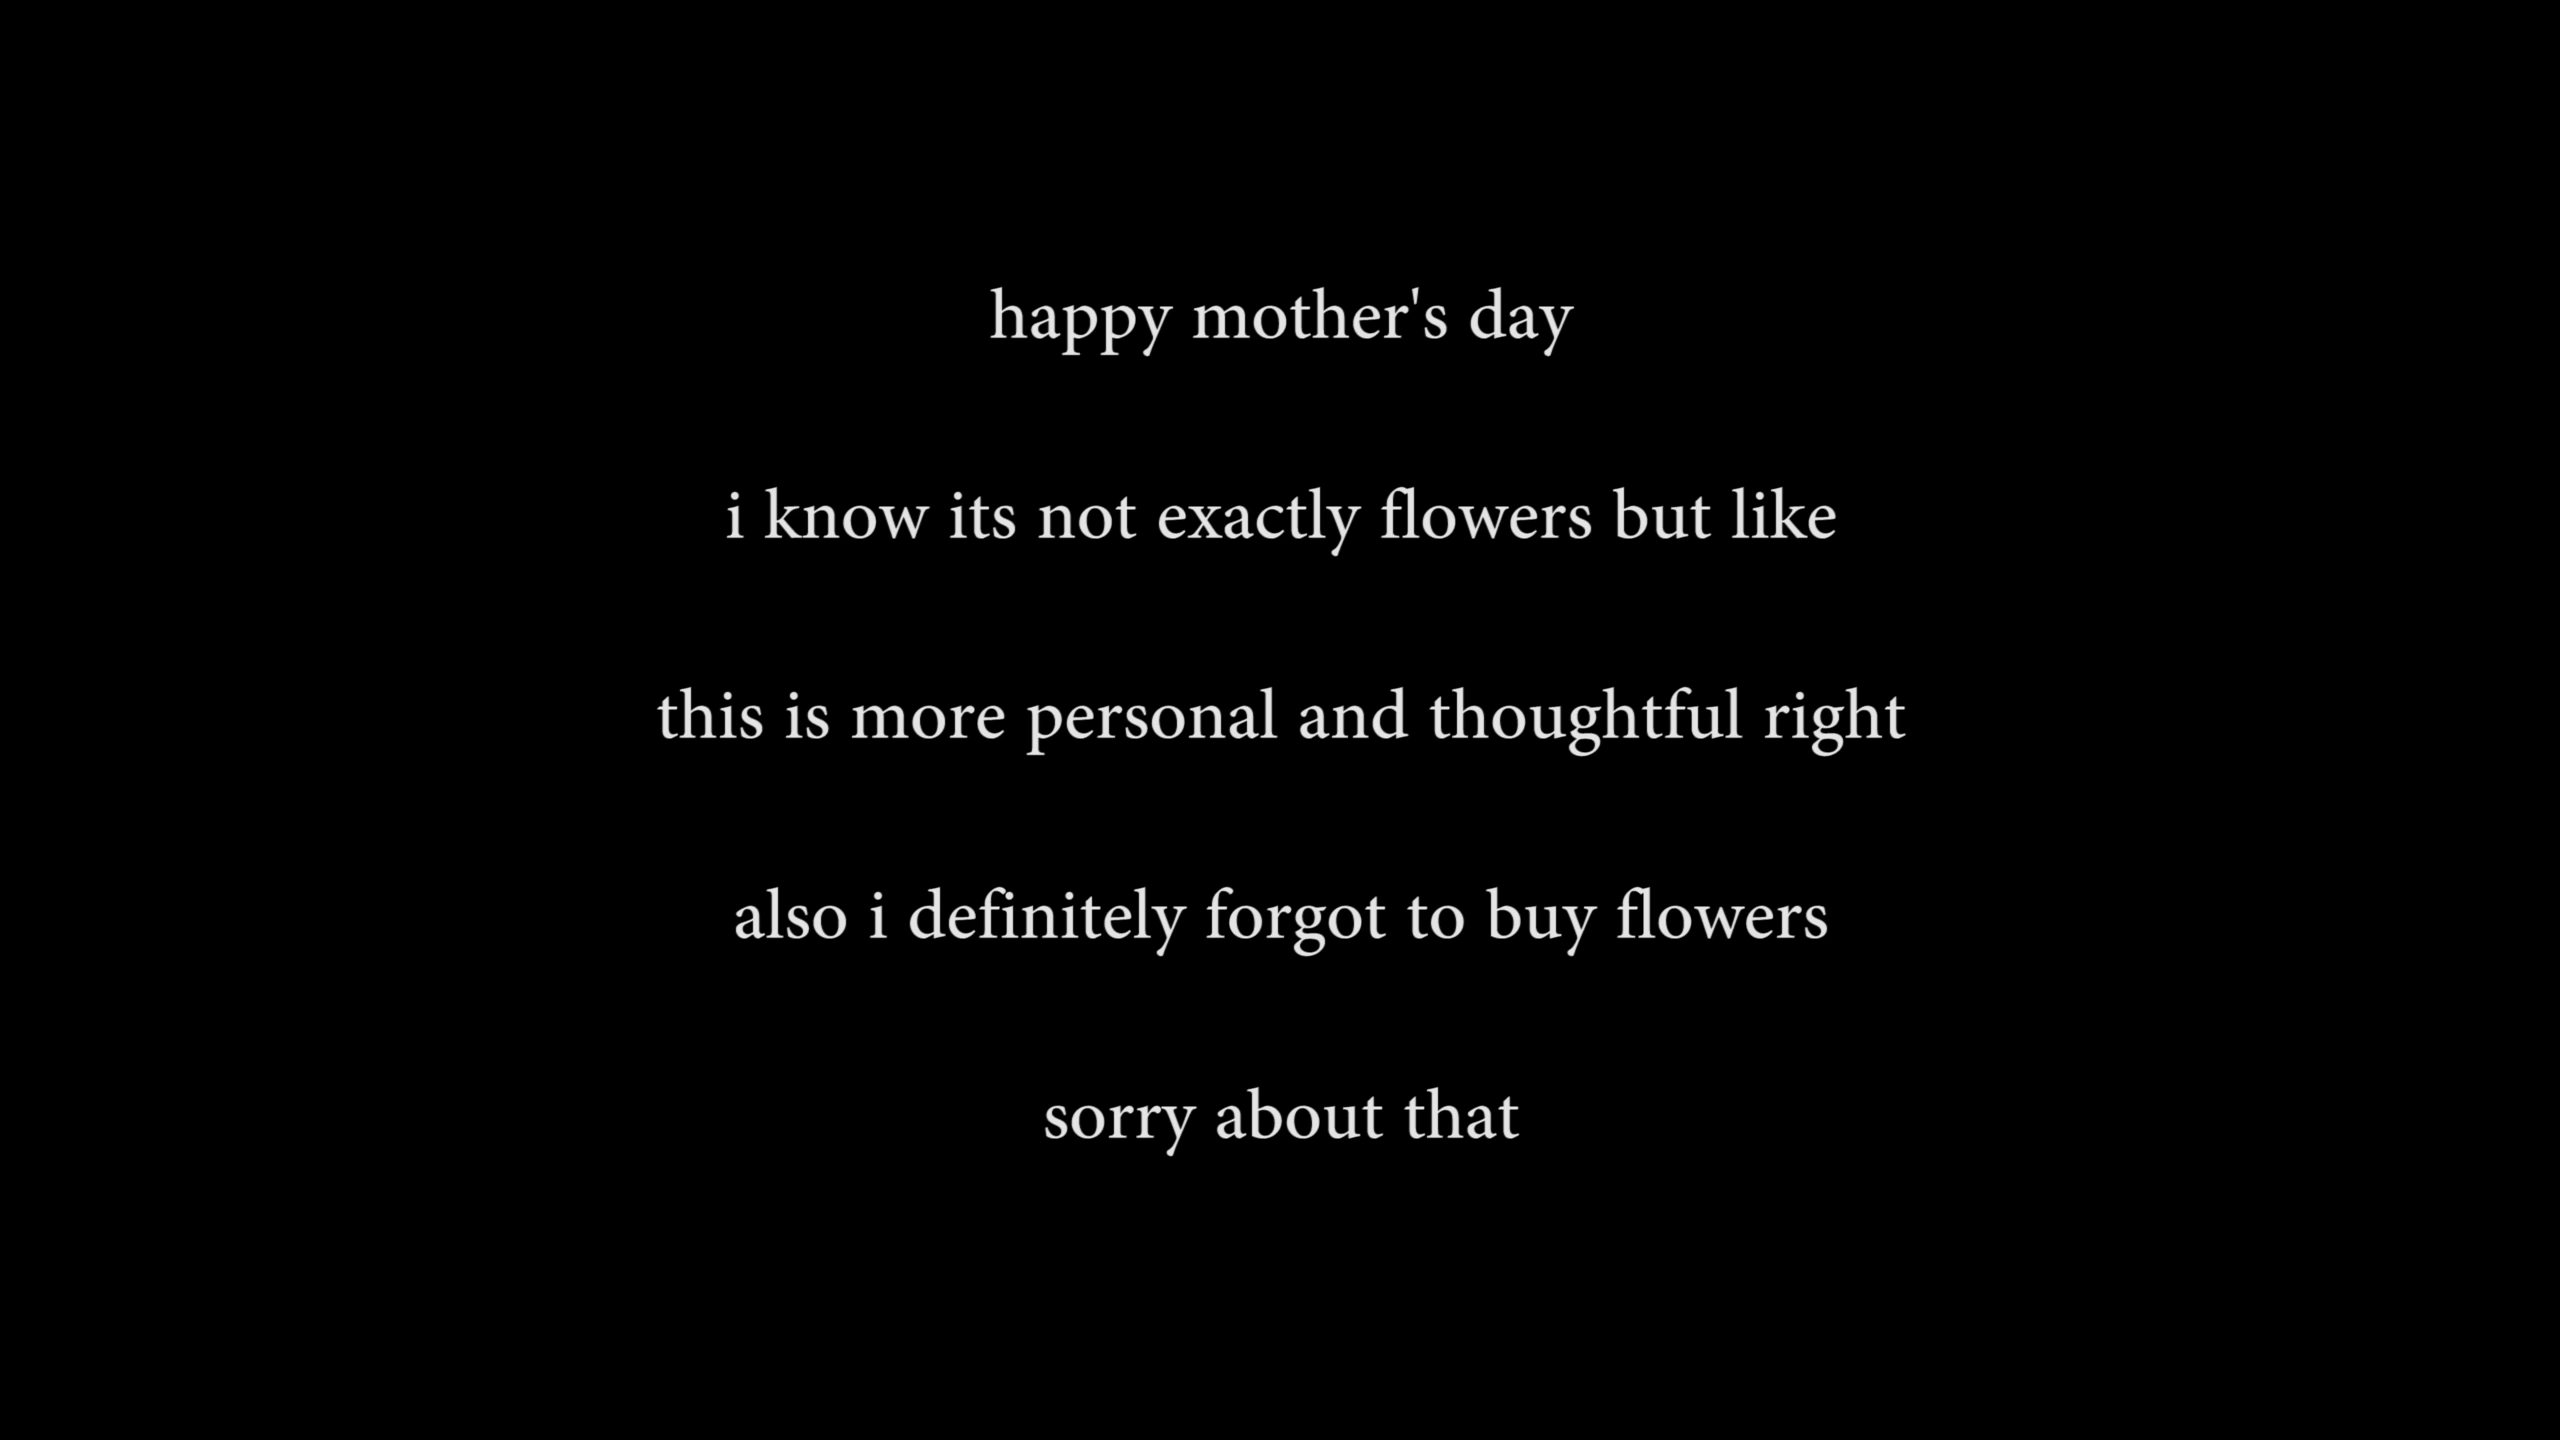 happy mother's day
i know its not exactly flowers but like
this is more personal and thoughtful right
also i definitely forgot to buy flowers
sorry about that